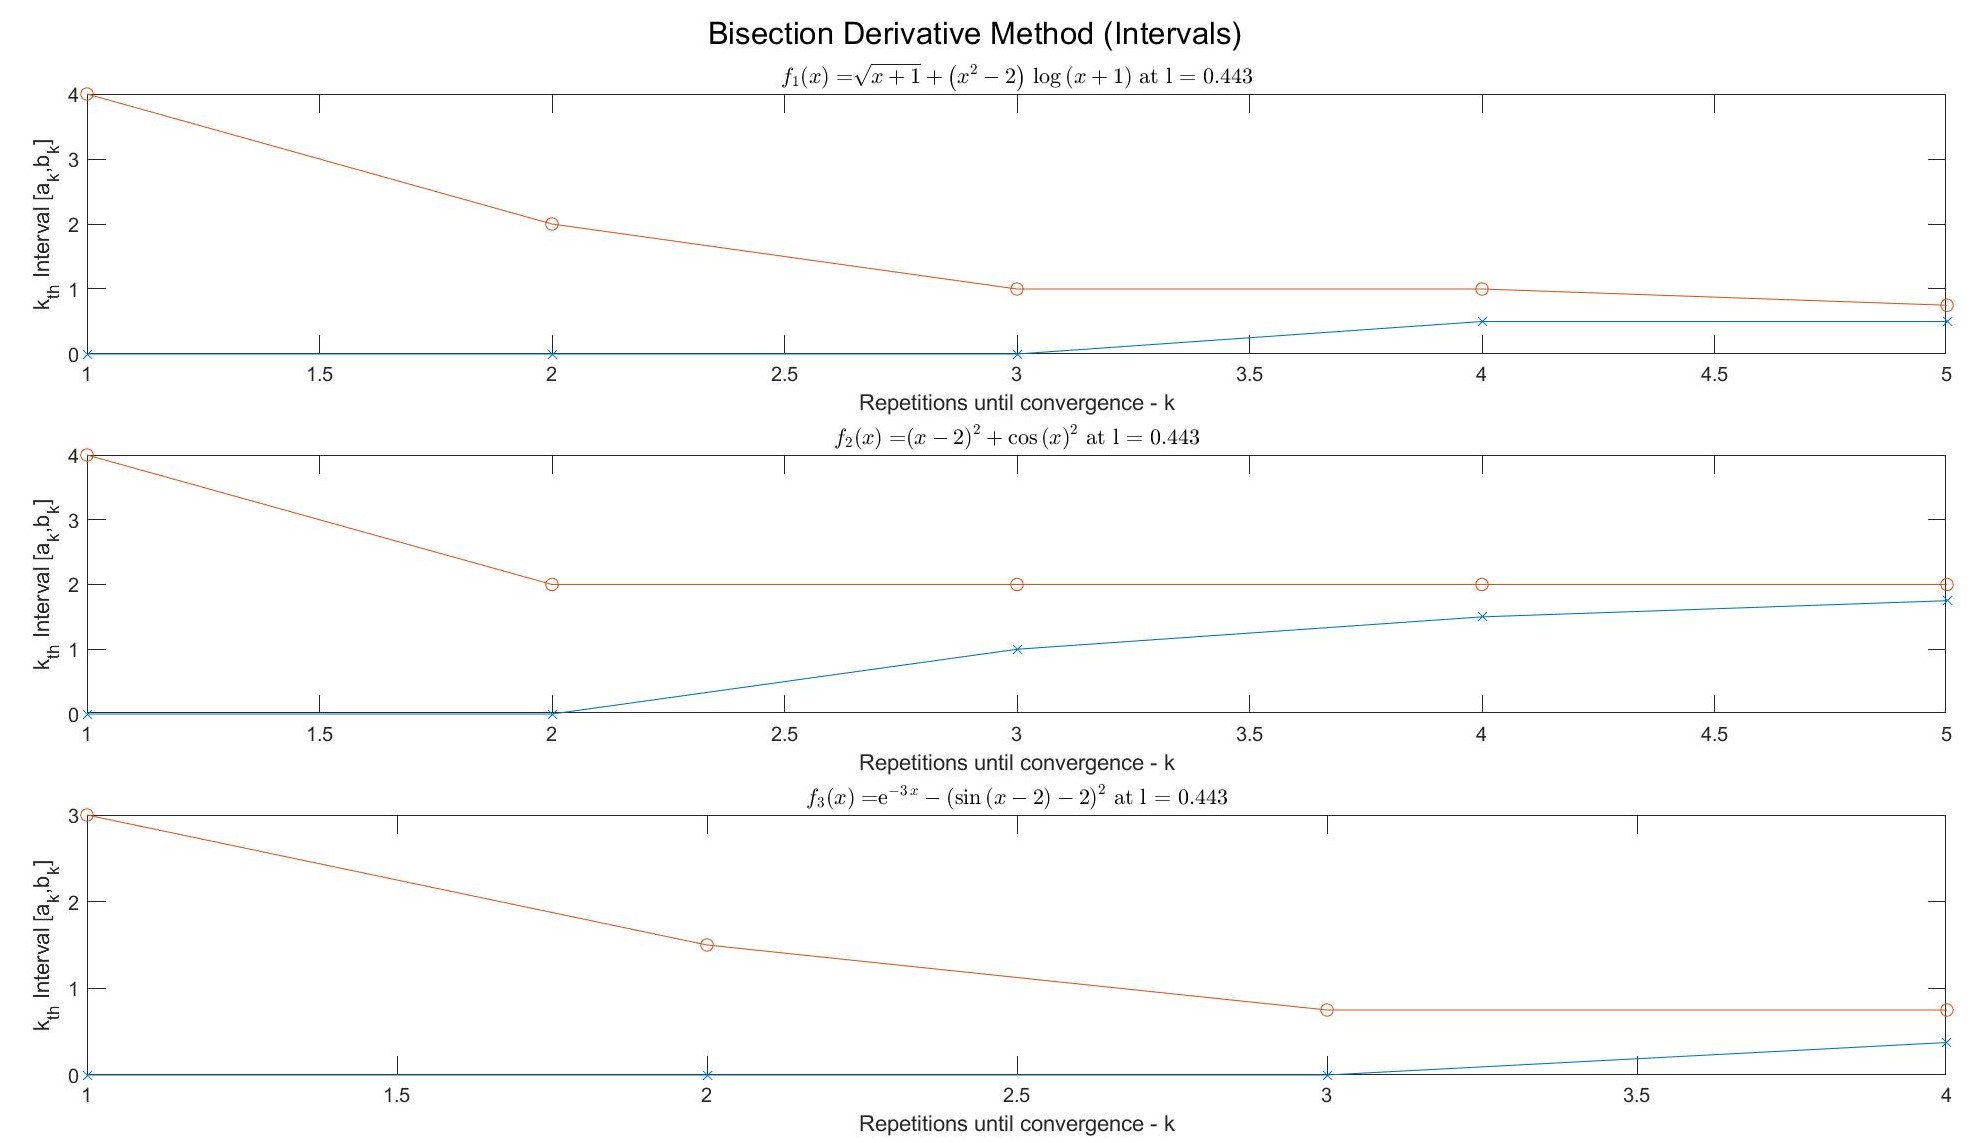 Bisection Derivative Method (Intervals)
f₁(x) =√(x + 1) + (x² − 2) log (x + 1) at l = 0.443
4
3
2
1
0
k_th Interval [a_k,b_k]
1 1.5 2 2.5 3 3.5 4 4.5 5
Repetitions until convergence - k
f₂(x) =(x − 2)² + cos (x)² at l = 0.443
4
3
2
1
0
k_th Interval [a_k,b_k]
1 1.5 2 2.5 3 3.5 4 4.5 5
Repetitions until convergence - k
f₃(x) =e⁻³ ˣ − (sin (x − 2) − 2)² at l = 0.443
3
2
1
0
k_th Interval [a_k,b_k]
1 1.5 2 2.5 3 3.5 4
Repetitions until convergence - k